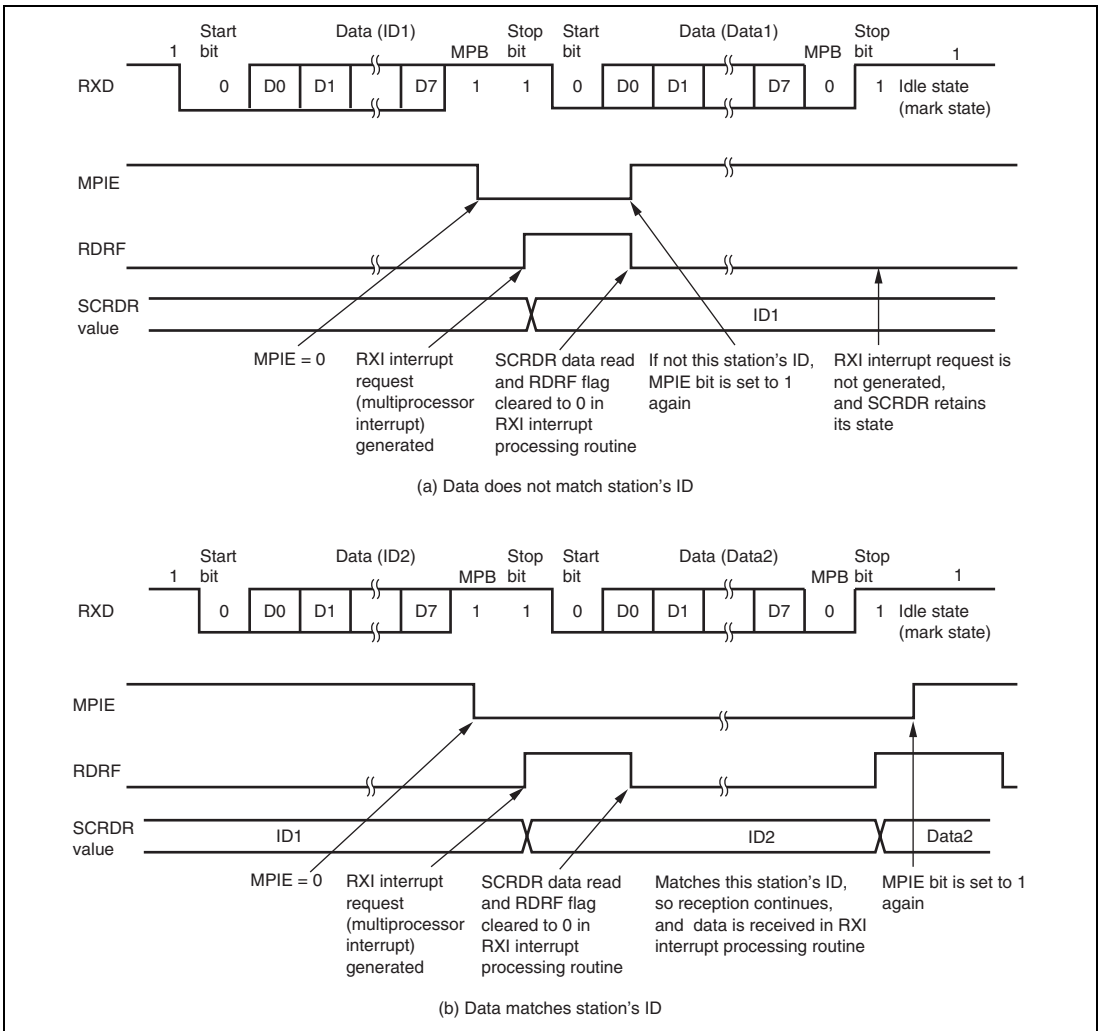 Start bit Data (ID1) Stop bit Start bit Data (Data1) Stop bit
1 MPB MPB 1
RXD 0 D0 D1 D7 1 1 0 D0 D1 D7 0 1 Idle state (mark state)
MPIE
RDRF
SCRDR value ID1
MPIE = 0
RXI interrupt
request
(multiprocessor
interrupt)
generated
SCRDR data read
and RDRF flag
cleared to 0 in
RXI interrupt
processing routine
If not this station's ID,
MPIE bit is set to 1
again
RXI interrupt request is
not generated,
and SCRDR retains
its state
(a) Data does not match station's ID
Start bit Data (ID2) Stop bit Start bit Data (Data2) Stop bit
1 MPB MPB 1
RXD 0 D0 D1 D7 1 1 0 D0 D1 D7 0 1 Idle state (mark state)
MPIE
RDRF
SCRDR value ID1 ID2 Data2
MPIE = 0
RXI interrupt
request
(multiprocessor
interrupt)
generated
SCRDR data read
and RDRF flag
cleared to 0 in
RXI interrupt
processing routine
Matches this station's ID,
so reception continues,
and data is received in RXI
interrupt processing routine
MPIE bit is set to 1
again
(b) Data matches station's ID